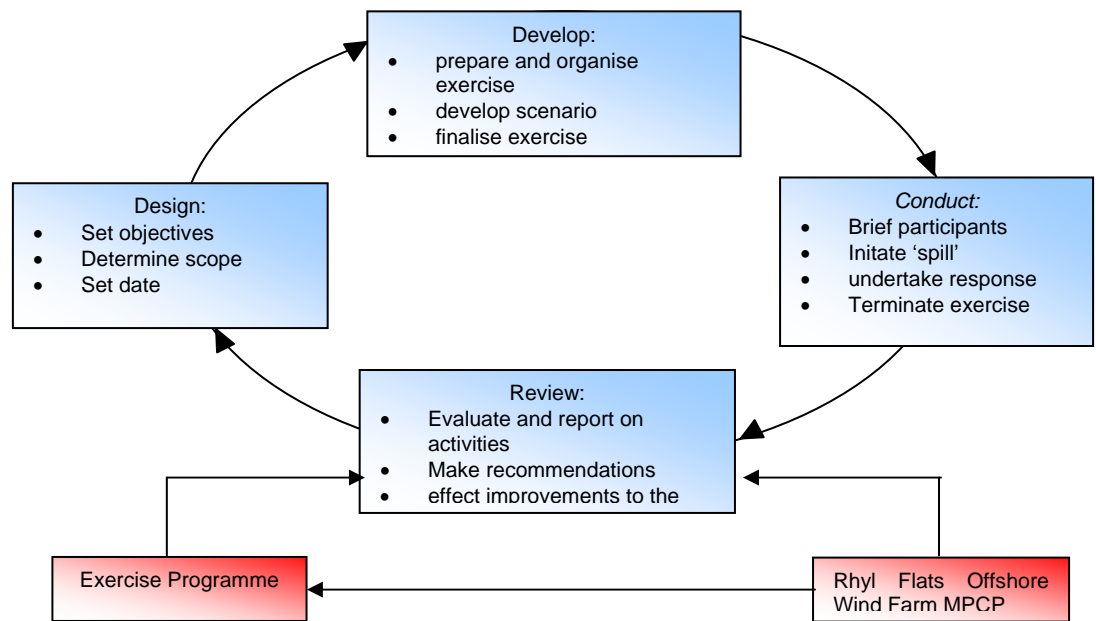 Develop:
• prepare and organise
exercise
• develop scenario
• finalise exercise
Design:
• Set objectives
• Determine scope
• Set date
Conduct:
• Brief participants
• Initate ‘spill’
• undertake response
• Terminate exercise
Review:
• Evaluate and report on
activities
• Make recommendations
• effect improvements to the
Exercise Programme
Rhyl Flats Offshore
Wind Farm MPCP